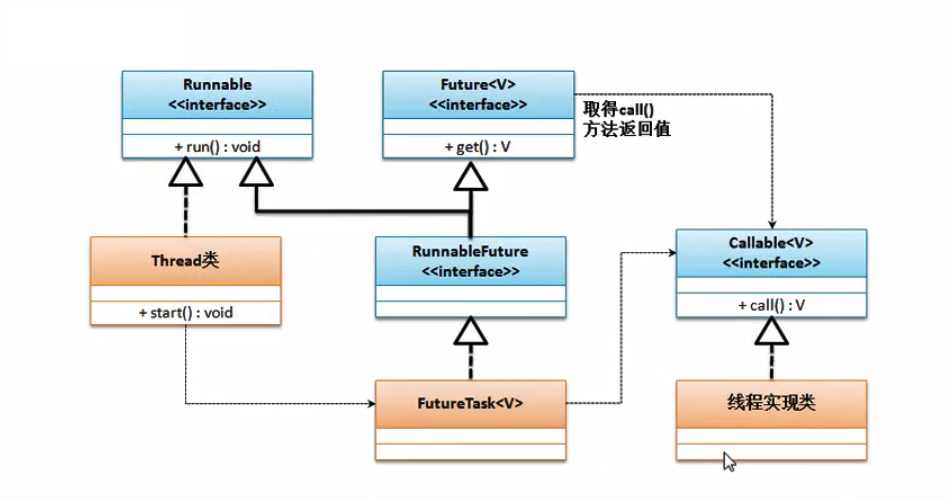 Runnable
<<interface>>
+ run() : void
Future<V>
<<interface>>
+ get() : V
取得call()
方法返回值
Thread类
+ start() : void
RunnableFuture
<<interface>>
Callable<V>
<<interface>>
+ call() : V
FutureTask<V>
线程实现类